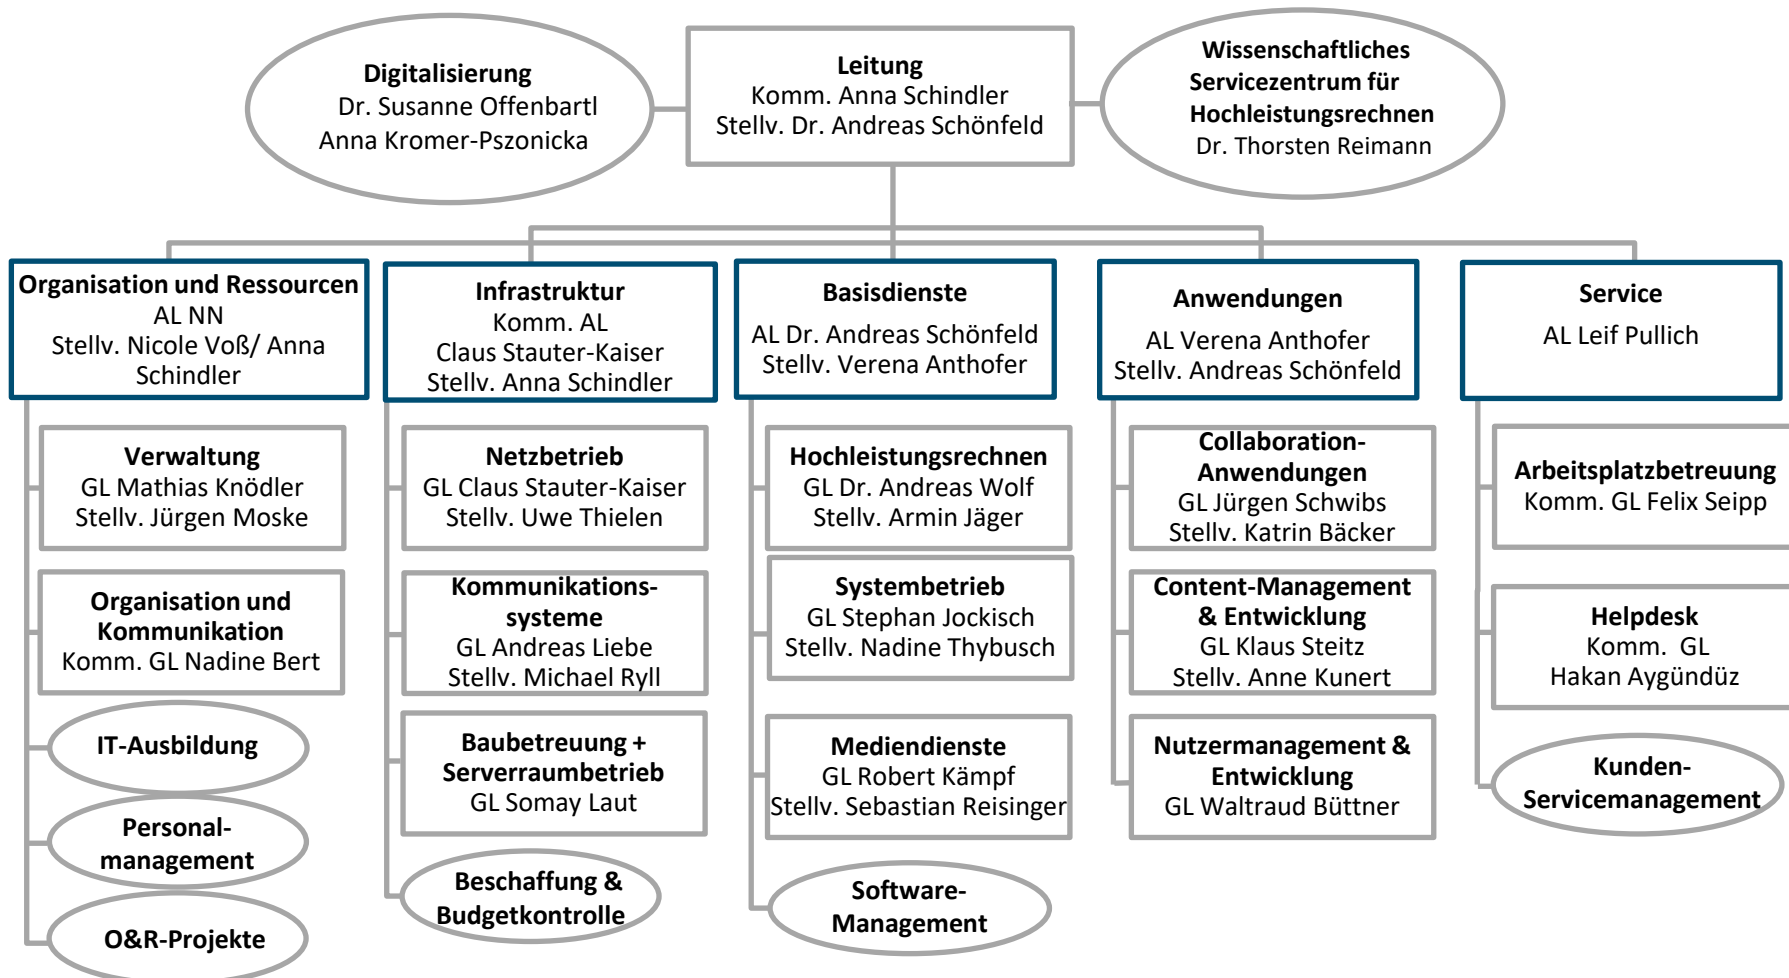 Digitalisierung
Dr. Susanne Offenbartl
Anna Kromer-Pszonicka
Leitung
Komm. Anna Schindler
Stellv. Dr. Andreas Schönfeld
Wissenschaftliches
Servicezentrum für
Hochleistungsrechnen
Dr. Thorsten Reimann
Organisation und Ressourcen
AL NN
Stellv. Nicole Voß/ Anna
Schindler
Verwaltung
GL Mathias Knödler
Stellv. Jürgen Moske
Organisation und
Kommunikation
Komm. GL Nadine Bert
IT-Ausbildung
Personal-
management
O&R-Projekte
Infrastruktur
Komm. AL
Claus Stauter-Kaiser
Stellv. Anna Schindler
Netzbetrieb
GL Claus Stauter-Kaiser
Stellv. Uwe Thielen
Kommunikations-
systeme
GL Andreas Liebe
Stellv. Michael Ryll
Baubetreuung +
Serverraumbetrieb
GL Somay Laut
Beschaffung &
Budgetkontrolle
Basisdienste
AL Dr. Andreas Schönfeld
Stellv. Verena Anthofer
Hochleistungsrechnen
GL Dr. Andreas Wolf
Stellv. Armin Jäger
Systembetrieb
GL Stephan Jockisch
Stellv. Nadine Thybusch
Mediendienste
GL Robert Kämpf
Stellv. Sebastian Reisinger
Software-
Management
Anwendungen
AL Verena Anthofer
Stellv. Andreas Schönfeld
Collaboration-
Anwendungen
GL Jürgen Schwibs
Stellv. Katrin Bäcker
Content-Management
& Entwicklung
GL Klaus Steitz
Stellv. Anne Kunert
Nutzermanagement &
Entwicklung
GL Waltraud Büttner
Service
AL Leif Pullich
Arbeitsplatzbetreuung
Komm. GL Felix Seipp
Helpdesk
Komm. GL
Hakan Aygündüz
Kunden-
Servicemanagement